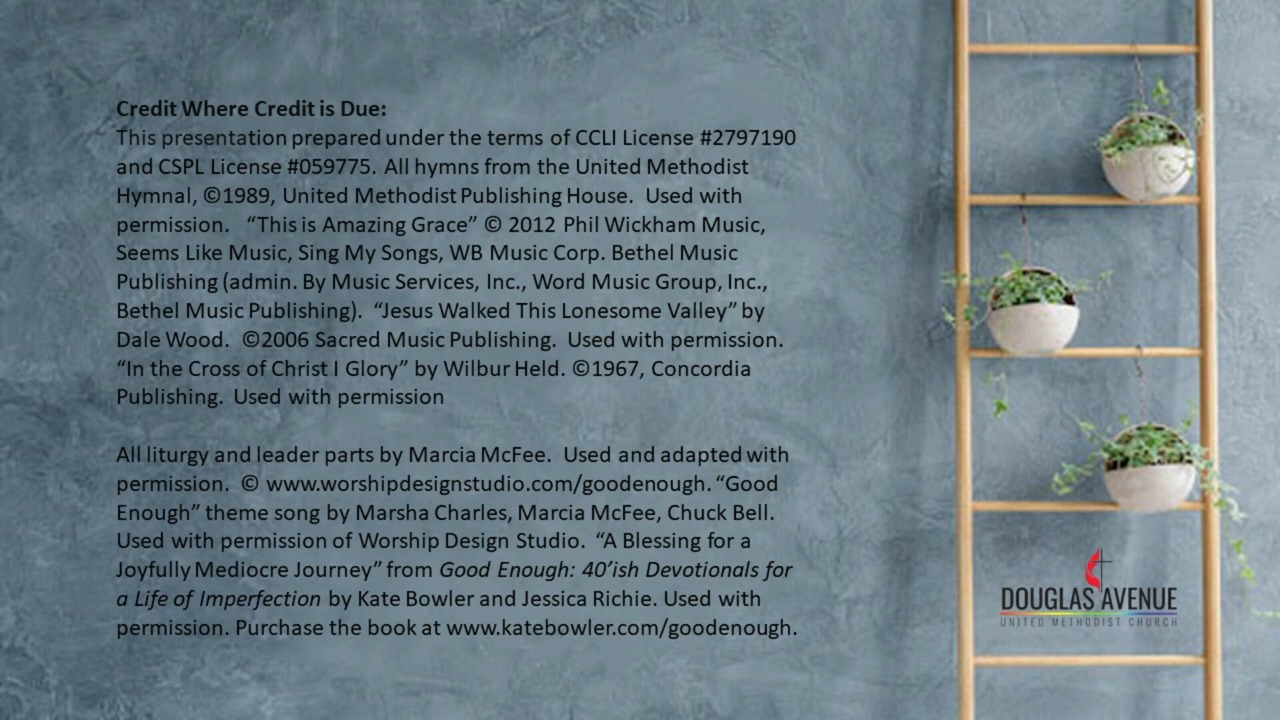 Credit Where Credit is Due:
This presentation prepared under the terms of CCLI License #2797190
and CSPL License #059775. All hymns from the United Methodist
Hymnal, ©1989, United Methodist Publishing House. Used with
permission. “This is Amazing Grace” © 2012 Phil Wickham Music,
Seems Like Music, Sing My Songs, WB Music Corp. Bethel Music
Publishing (admin. By Music Services, Inc., Word Music Group, Inc.,
Bethel Music Publishing). “Jesus Walked This Lonesome Valley” by
Dale Wood. ©2006 Sacred Music Publishing. Used with permission.
“In the Cross of Christ I Glory” by Wilbur Held. ©1967, Concordia
Publishing. Used with permission
All liturgy and leader parts by Marcia McFee. Used and adapted with
permission. © www.worshipdesignstudio.com/goodenough. “Good
Enough” theme song by Marsha Charles, Marcia McFee, Chuck Bell.
Used with permission of Worship Design Studio. “A Blessing for a
Joyfully Mediocre Journey” from Good Enough: 40’ish Devotionals for
a Life of Imperfection by Kate Bowler and Jessica Richie. Used with
permission. Purchase the book at www.katebowler.com/goodenough.
DOUGLAS AVENUE
UNITED METHODIST CHURCH